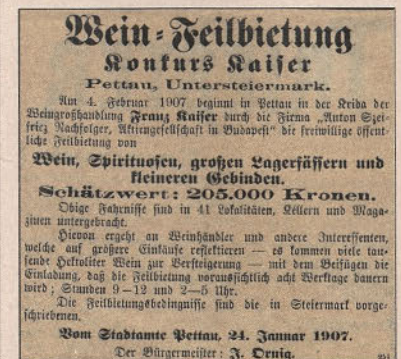 Wein=Feilbietung
Konkurs Kaiser
Pettau, Untersteiermark.
Am 4. Februar 1907 beginnt in Pettau in der Krida der
Weingroßhandlung Franz Kaiser durch die Firma „Anton Szei-
fricz Nachfolger, Aktiengesellschaft in Budapest“ die freiwillige öffent-
liche Feilbietung von
Wein, Spirituosen, großen Lagerfässern und
kleineren Gebinden.
Schätzwert: 205.000 Kronen.
Obige Fahrnisse sind in 41 Lokalitäten, Kellern und Maga-
zinen untergebracht.
Hievon ergeht an Weinhändler und andere Interessenten,
welche auf größere Einkäufe reflektieren — es kommen viele tau-
sende Hektoliter Wein zur Versteigerung — mit dem Beifügen die
Einladung, daß die Feilbietung voraussichtlich acht Werktage dauern
wird; Stunden 9—12 und 2—5 Uhr.
Die Feilbietungsbedingnisse sind die in Steiermark vorge-
schriebenen.
Vom Stadtamte Pettau, 24. Jannar 1907.
Der Bürgermeister: J. Ornig.